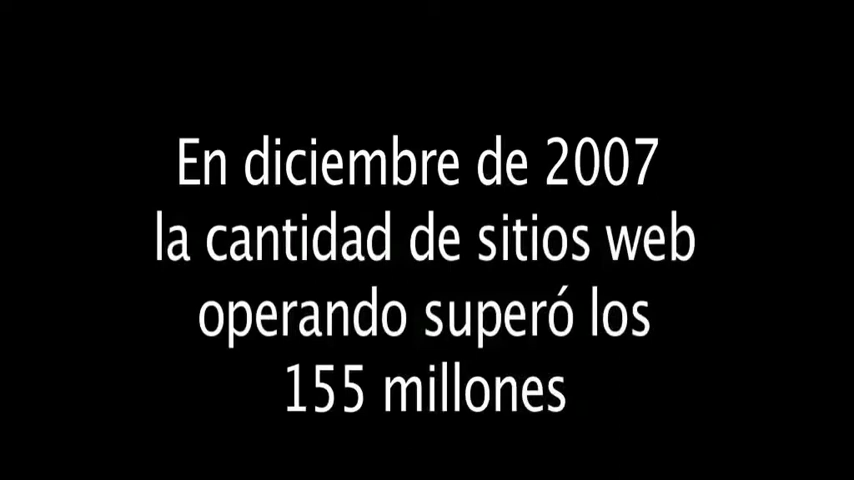 En diciembre de 2007
la cantidad de sitios web
operando superó los
155 millones